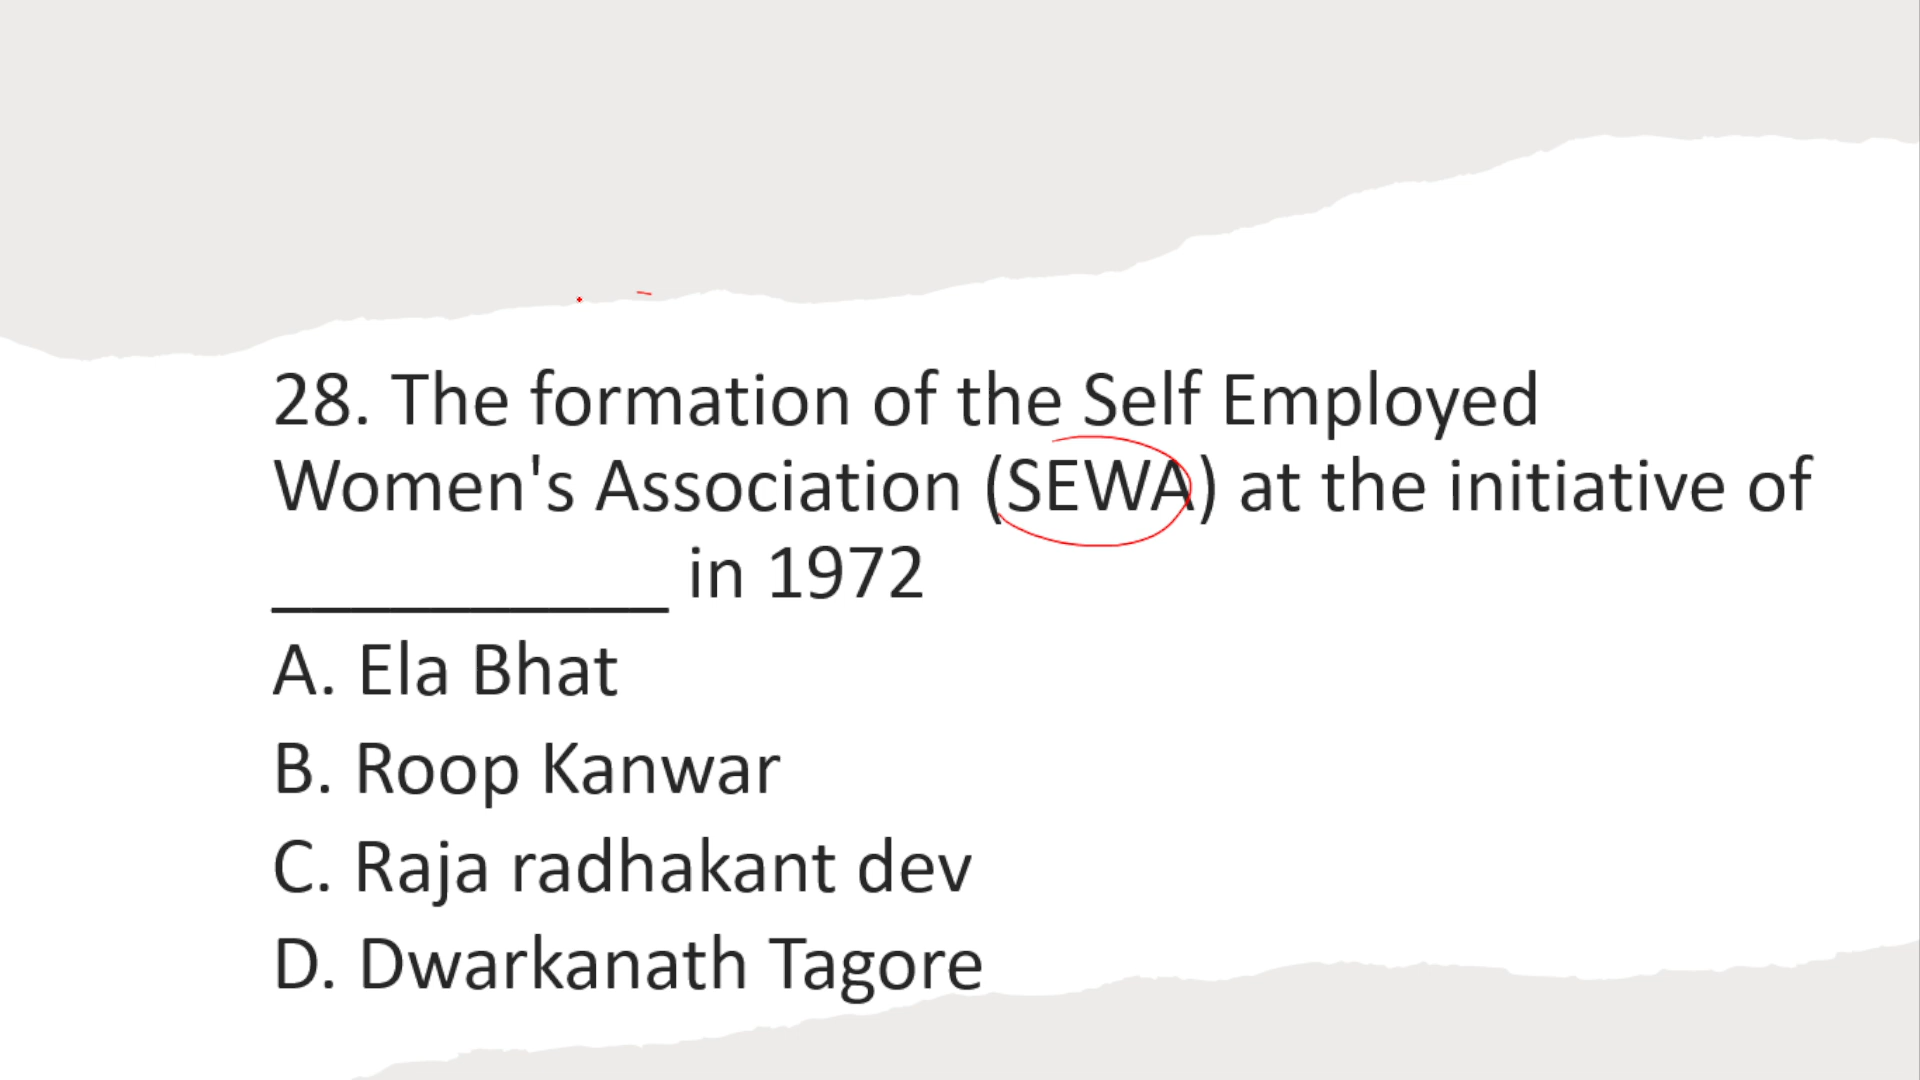 28. The formation of the Self Employed
Women's Association (SEWA) at the initiative of
___________ in 1972
A. Ela Bhat
B. Roop Kanwar
C. Raja radhakant dev
D. Dwarkanath Tagore